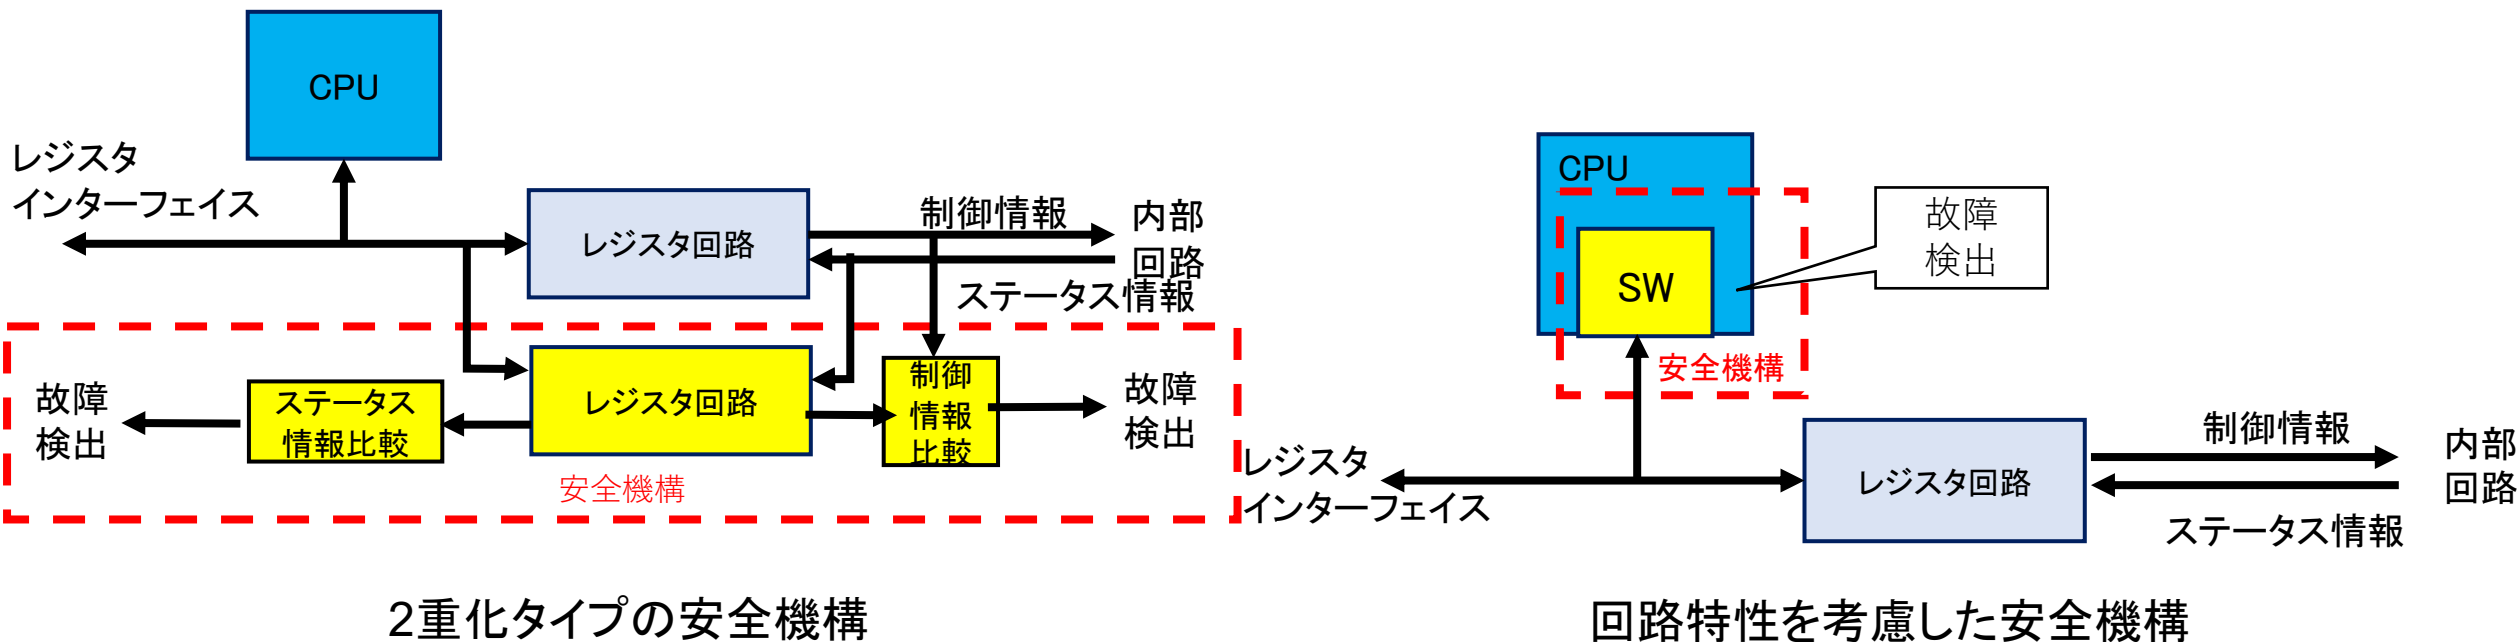 CPU
レジスタ
インターフェイス
レジスタ回路
制御情報
内部
回路
ステータス情報
故障
検出
ステータス
情報比較
レジスタ回路
制御
情報
比較
故障
検出
安全機構
2重化タイプの安全機構
CPU
SW
故障
検出
安全機構
レジスタ
インターフェイス
レジスタ回路
制御情報
内部
回路
ステータス情報
回路特性を考慮した安全機構